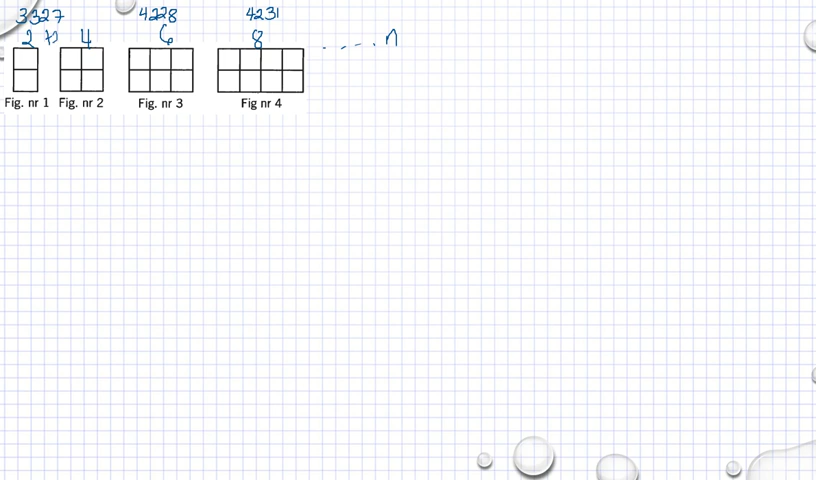 3327 4228 4231
2 4 6 8 ..... n
Fig. nr 1 Fig. nr 2 Fig. nr 3 Fig nr 4